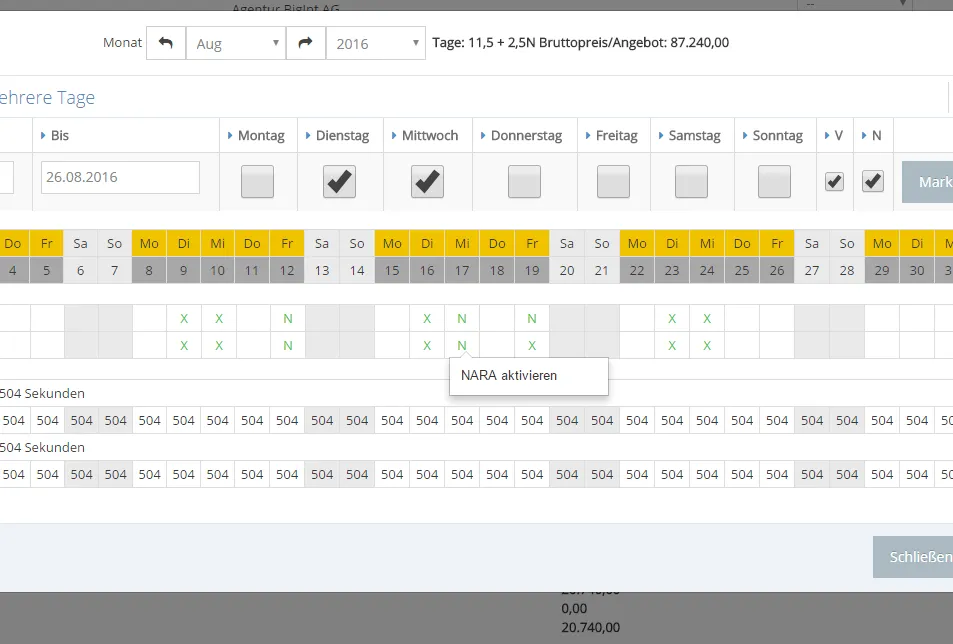 Agentur BigInt AG --
Monat Aug 2016 Tage: 11,5 + 2,5N Bruttopreis/Angebot: 87.240,00
ehrere Tage
Bis Montag Dienstag Mittwoch Donnerstag Freitag Samstag Sonntag V N
26.08.2016 Mark
Do Fr Sa So Mo Di Mi Do Fr Sa So Mo Di Mi Do Fr Sa So Mo Di Mi Do Fr Sa So Mo Di M
4 5 6 7 8 9 10 11 12 13 14 15 16 17 18 19 20 21 22 23 24 25 26 27 28 29 30 3
X X N X N N X X
X X N X N X X X
NARA aktivieren
504 Sekunden
504 504 504 504 504 504 504 504 504 504 504 504 504 504 504 504 504 504 504 504 504 504 504 504 504 504 504 50
504 Sekunden
504 504 504 504 504 504 504 504 504 504 504 504 504 504 504 504 504 504 504 504 504 504 504 504 504 504 504 50
Schließen
20.740,00
0,00
20.740,00